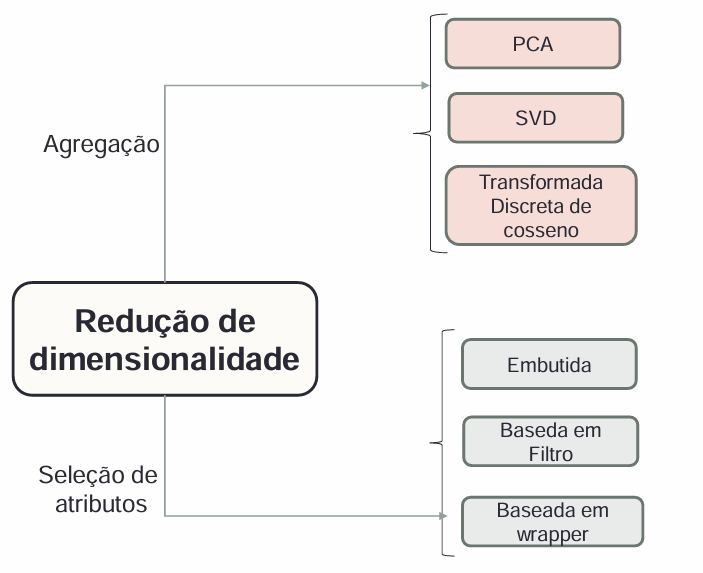 PCA
SVD
Agregação
Transformada
Discreta de
cosseno
Redução de
dimensionalidade
Embutida
Baseda em
Filtro
Seleção de
atributos
Baseada em
wrapper